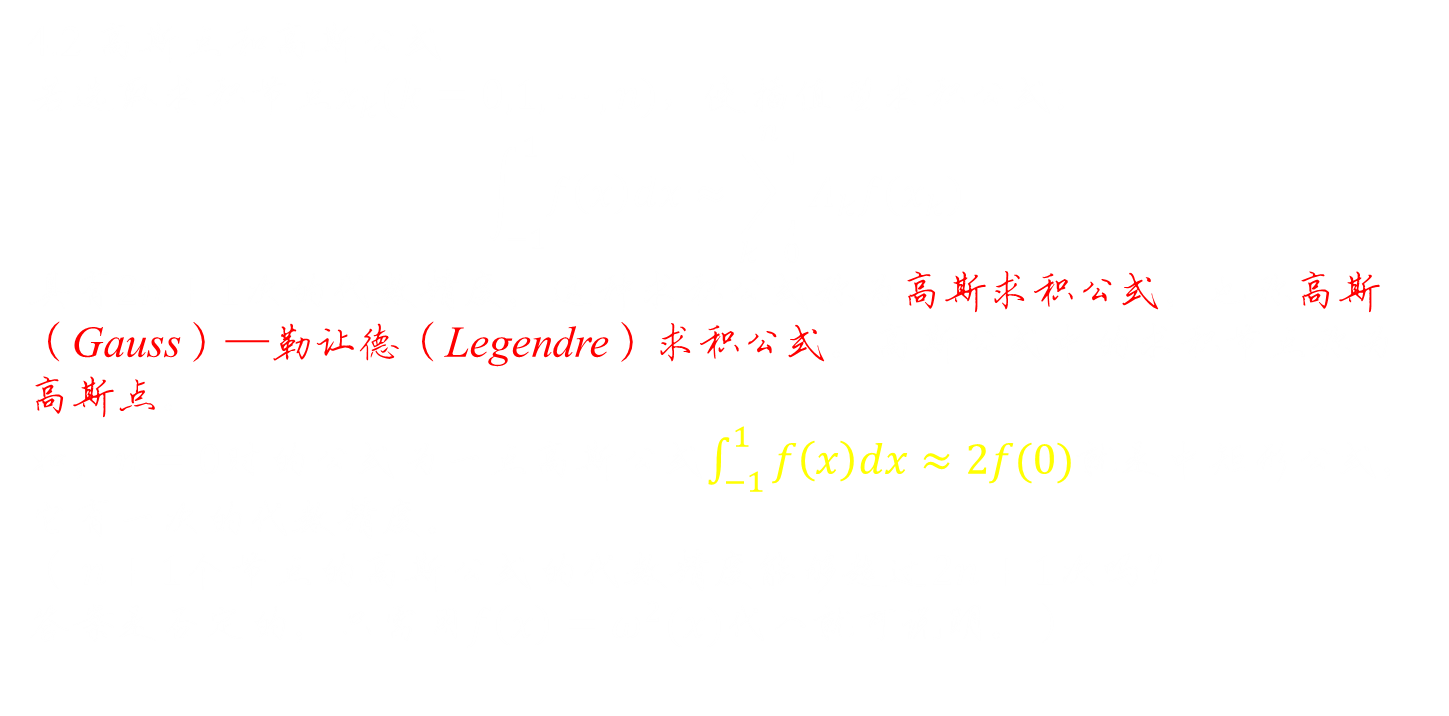 高斯求积公式 高斯
（Gauss）—勒让德（Legendre）求积公式
高斯点
∫_{-1}^{1} f(x)dx ≈ 2f(0)